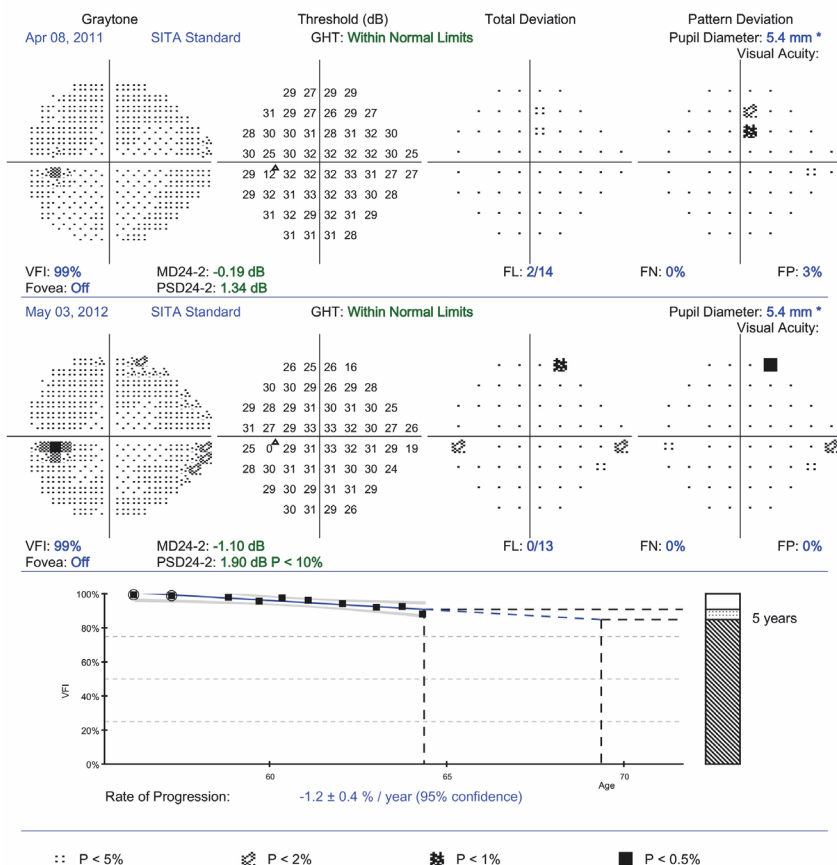 Graytone Threshold (dB) Total Deviation Pattern Deviation
Apr 08, 2011 SITA Standard GHT: Within Normal Limits Pupil Diameter: 5.4 mm *
Visual Acuity:
29 27 29 29
31 29 27 26 29 27
28 30 30 31 28 31 32 30
30 25 30 32 32 32 32 30 25
29 12 32 32 32 33 31 27 27
29 32 31 33 32 33 30 28
31 32 29 32 31 29
31 31 31 28
VFI: 99% MD24-2: -0.19 dB FL: 2/14 FN: 0% FP: 3%
Fovea: Off PSD24-2: 1.34 dB
May 03, 2012 SITA Standard GHT: Within Normal Limits Pupil Diameter: 5.4 mm *
Visual Acuity:
26 25 26 16
30 30 29 26 29 28
29 28 29 31 30 31 30 25
31 27 29 33 33 32 30 27 26
25 0 29 31 33 32 31 29 19
28 30 31 31 31 30 30 24
29 30 29 31 31 29
30 31 29 26
VFI: 99% MD24-2: -1.10 dB FL: 0/13 FN: 0% FP: 0%
Fovea: Off PSD24-2: 1.90 dB P < 10%
100%
80%
60%
40%
20%
0%
VFI
60 65 70
Age
5 years
Rate of Progression: -1.2 ± 0.4 % / year (95% confidence)
P < 5% P < 2% P < 1% P < 0.5%